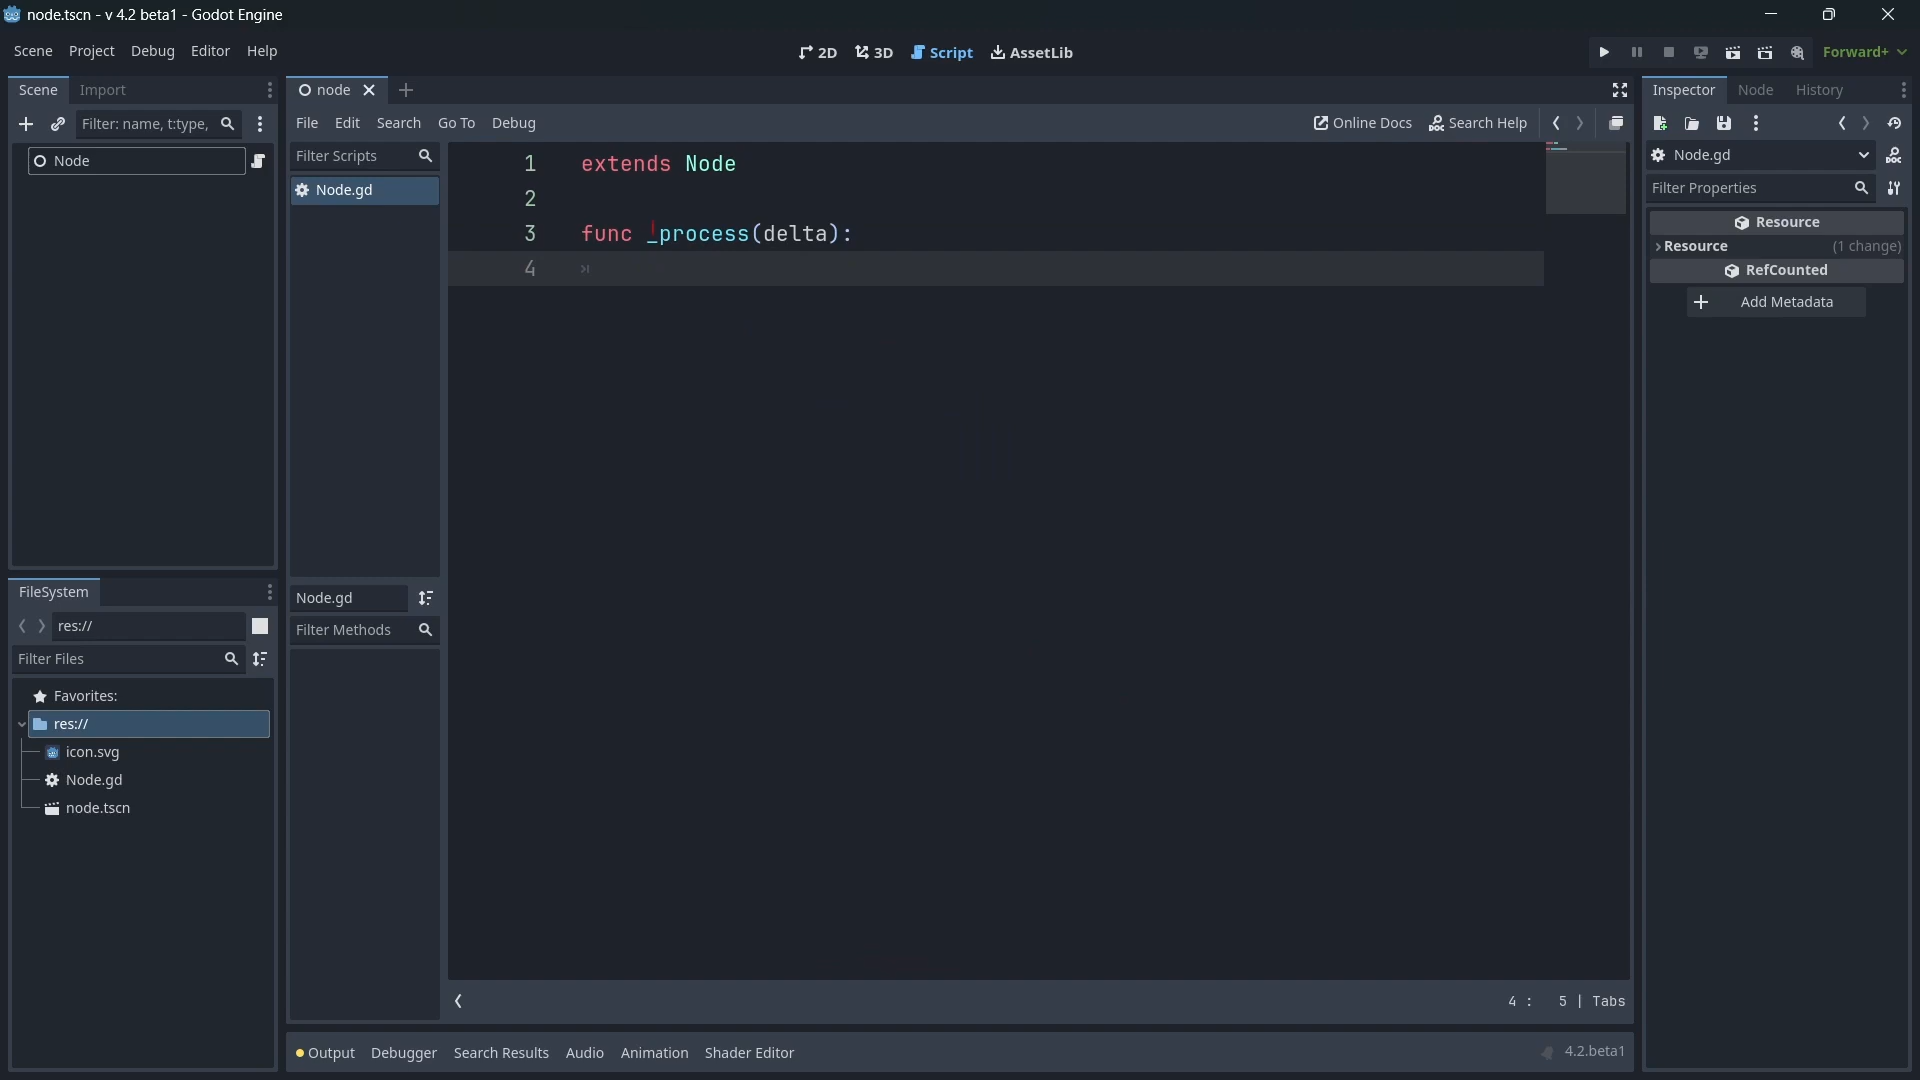 node.tscn - v 4.2 beta1 - Godot Engine
Scene Project Debug Editor Help
2D 3D Script AssetLib
Forward+
Scene Import
Filter: name, t:type,
Node
FileSystem
res://
Filter Files
Favorites:
res://
icon.svg
Node.gd
node.tscn
node
File Edit Search Go To Debug
Online Docs Search Help
Filter Scripts
Node.gd
Node.gd
Filter Methods
1 extends Node
2
3 func _process(delta):
4
4 : 5 | Tabs
Output Debugger Search Results Audio Animation Shader Editor
4.2.beta1
Inspector Node History
Node.gd
DOC
Filter Properties
Resource
Resource (1 change)
RefCounted
Add Metadata